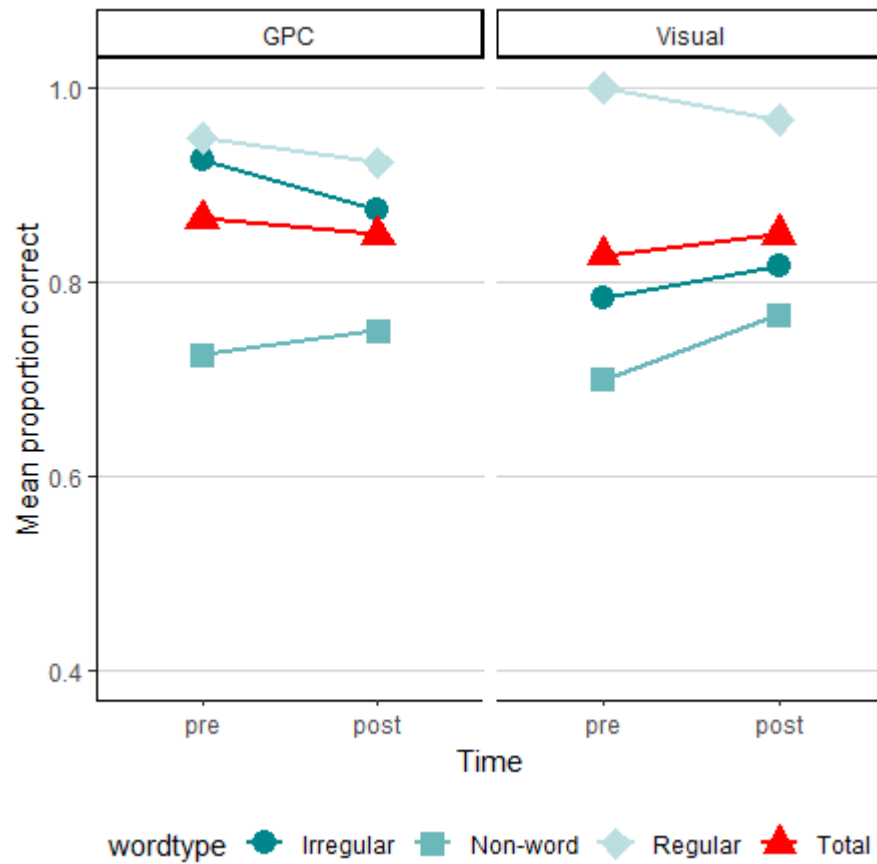 GPC Visual
1.0
0.8
0.6
0.4
Mean proportion correct
pre post pre post
Time
wordtype Irregular Non-word Regular Total